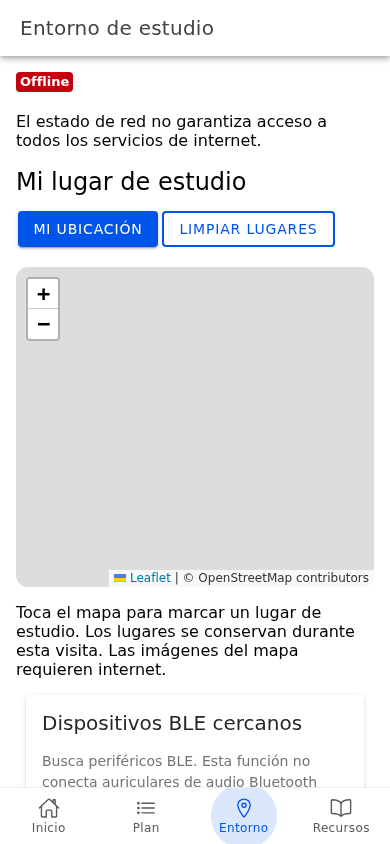 Entorno de estudio
Offline
El estado de red no garantiza acceso a
todos los servicios de internet.
Mi lugar de estudio
MI UBICACIÓN
LIMPIAR LUGARES
+
−
Leaflet | © OpenStreetMap contributors
Toca el mapa para marcar un lugar de
estudio. Los lugares se conservan durante
esta visita. Las imágenes del mapa
requieren internet.
Dispositivos BLE cercanos
Busca periféricos BLE. Esta función no
conecta auriculares de audio Bluetooth
Inicio
Plan
Entorno
Recursos